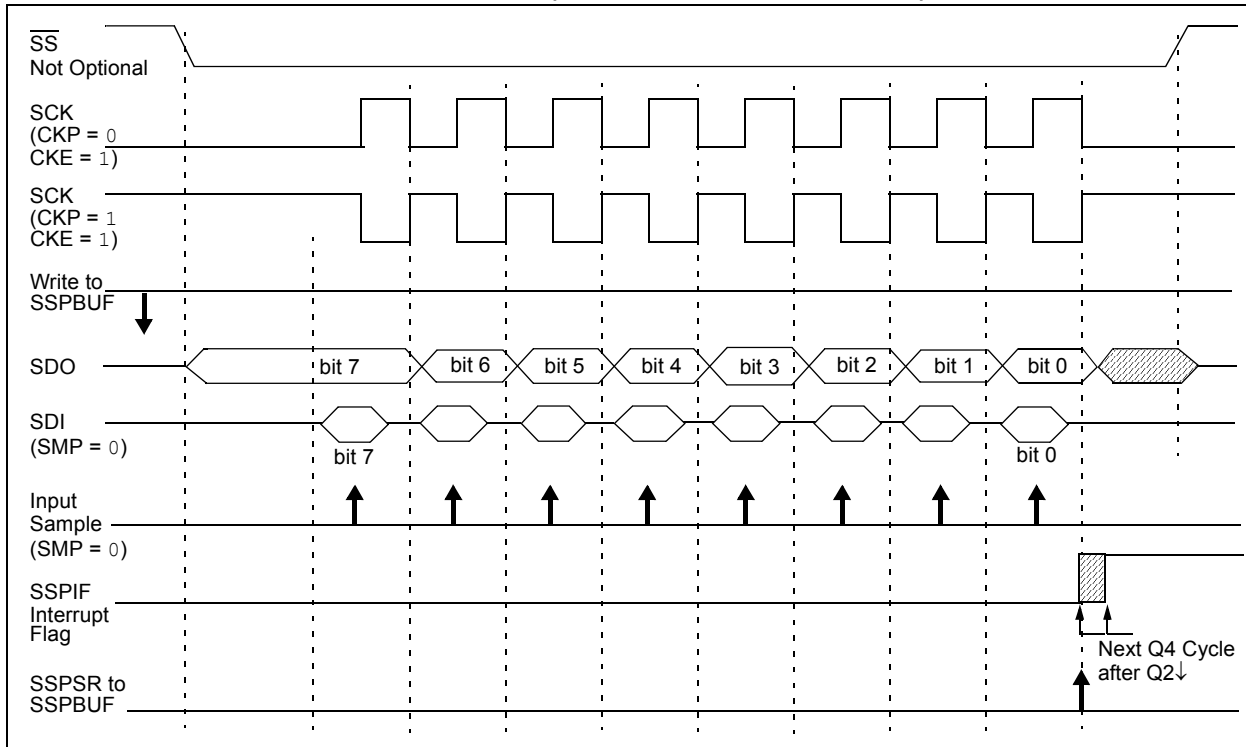 SS
Not Optional
SCK
(CKP = 0
CKE = 1)
SCK
(CKP = 1
CKE = 1)
Write to
SSPBUF
SDO bit 7 bit 6 bit 5 bit 4 bit 3 bit 2 bit 1 bit 0
SDI
(SMP = 0)
bit 7 bit 0
Input
Sample
(SMP = 0)
SSPIF
Interrupt
Flag
Next Q4 Cycle
after Q2↓
SSPSR to
SSPBUF